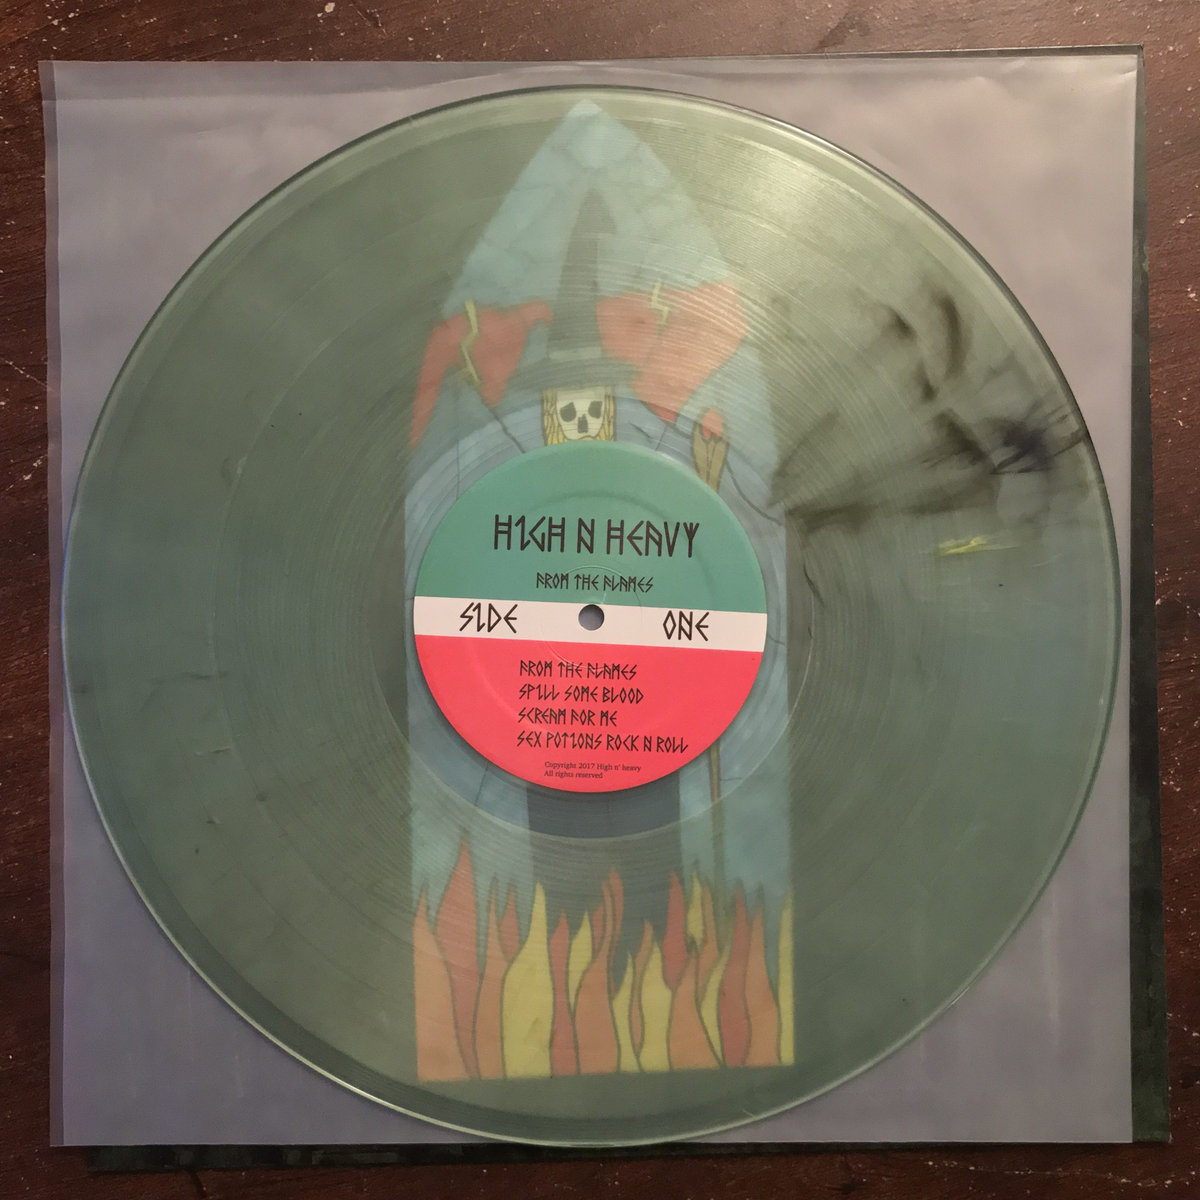 HIGH N HEAVY
FROM THE FLAMES
SIDE ONE
FROM THE FLAMES
SPILL SOME BLOOD
SCREAM FOR ME
SEX POTIONS ROCK N ROLL
Copyright 2017 High n' heavy
All rights reserved